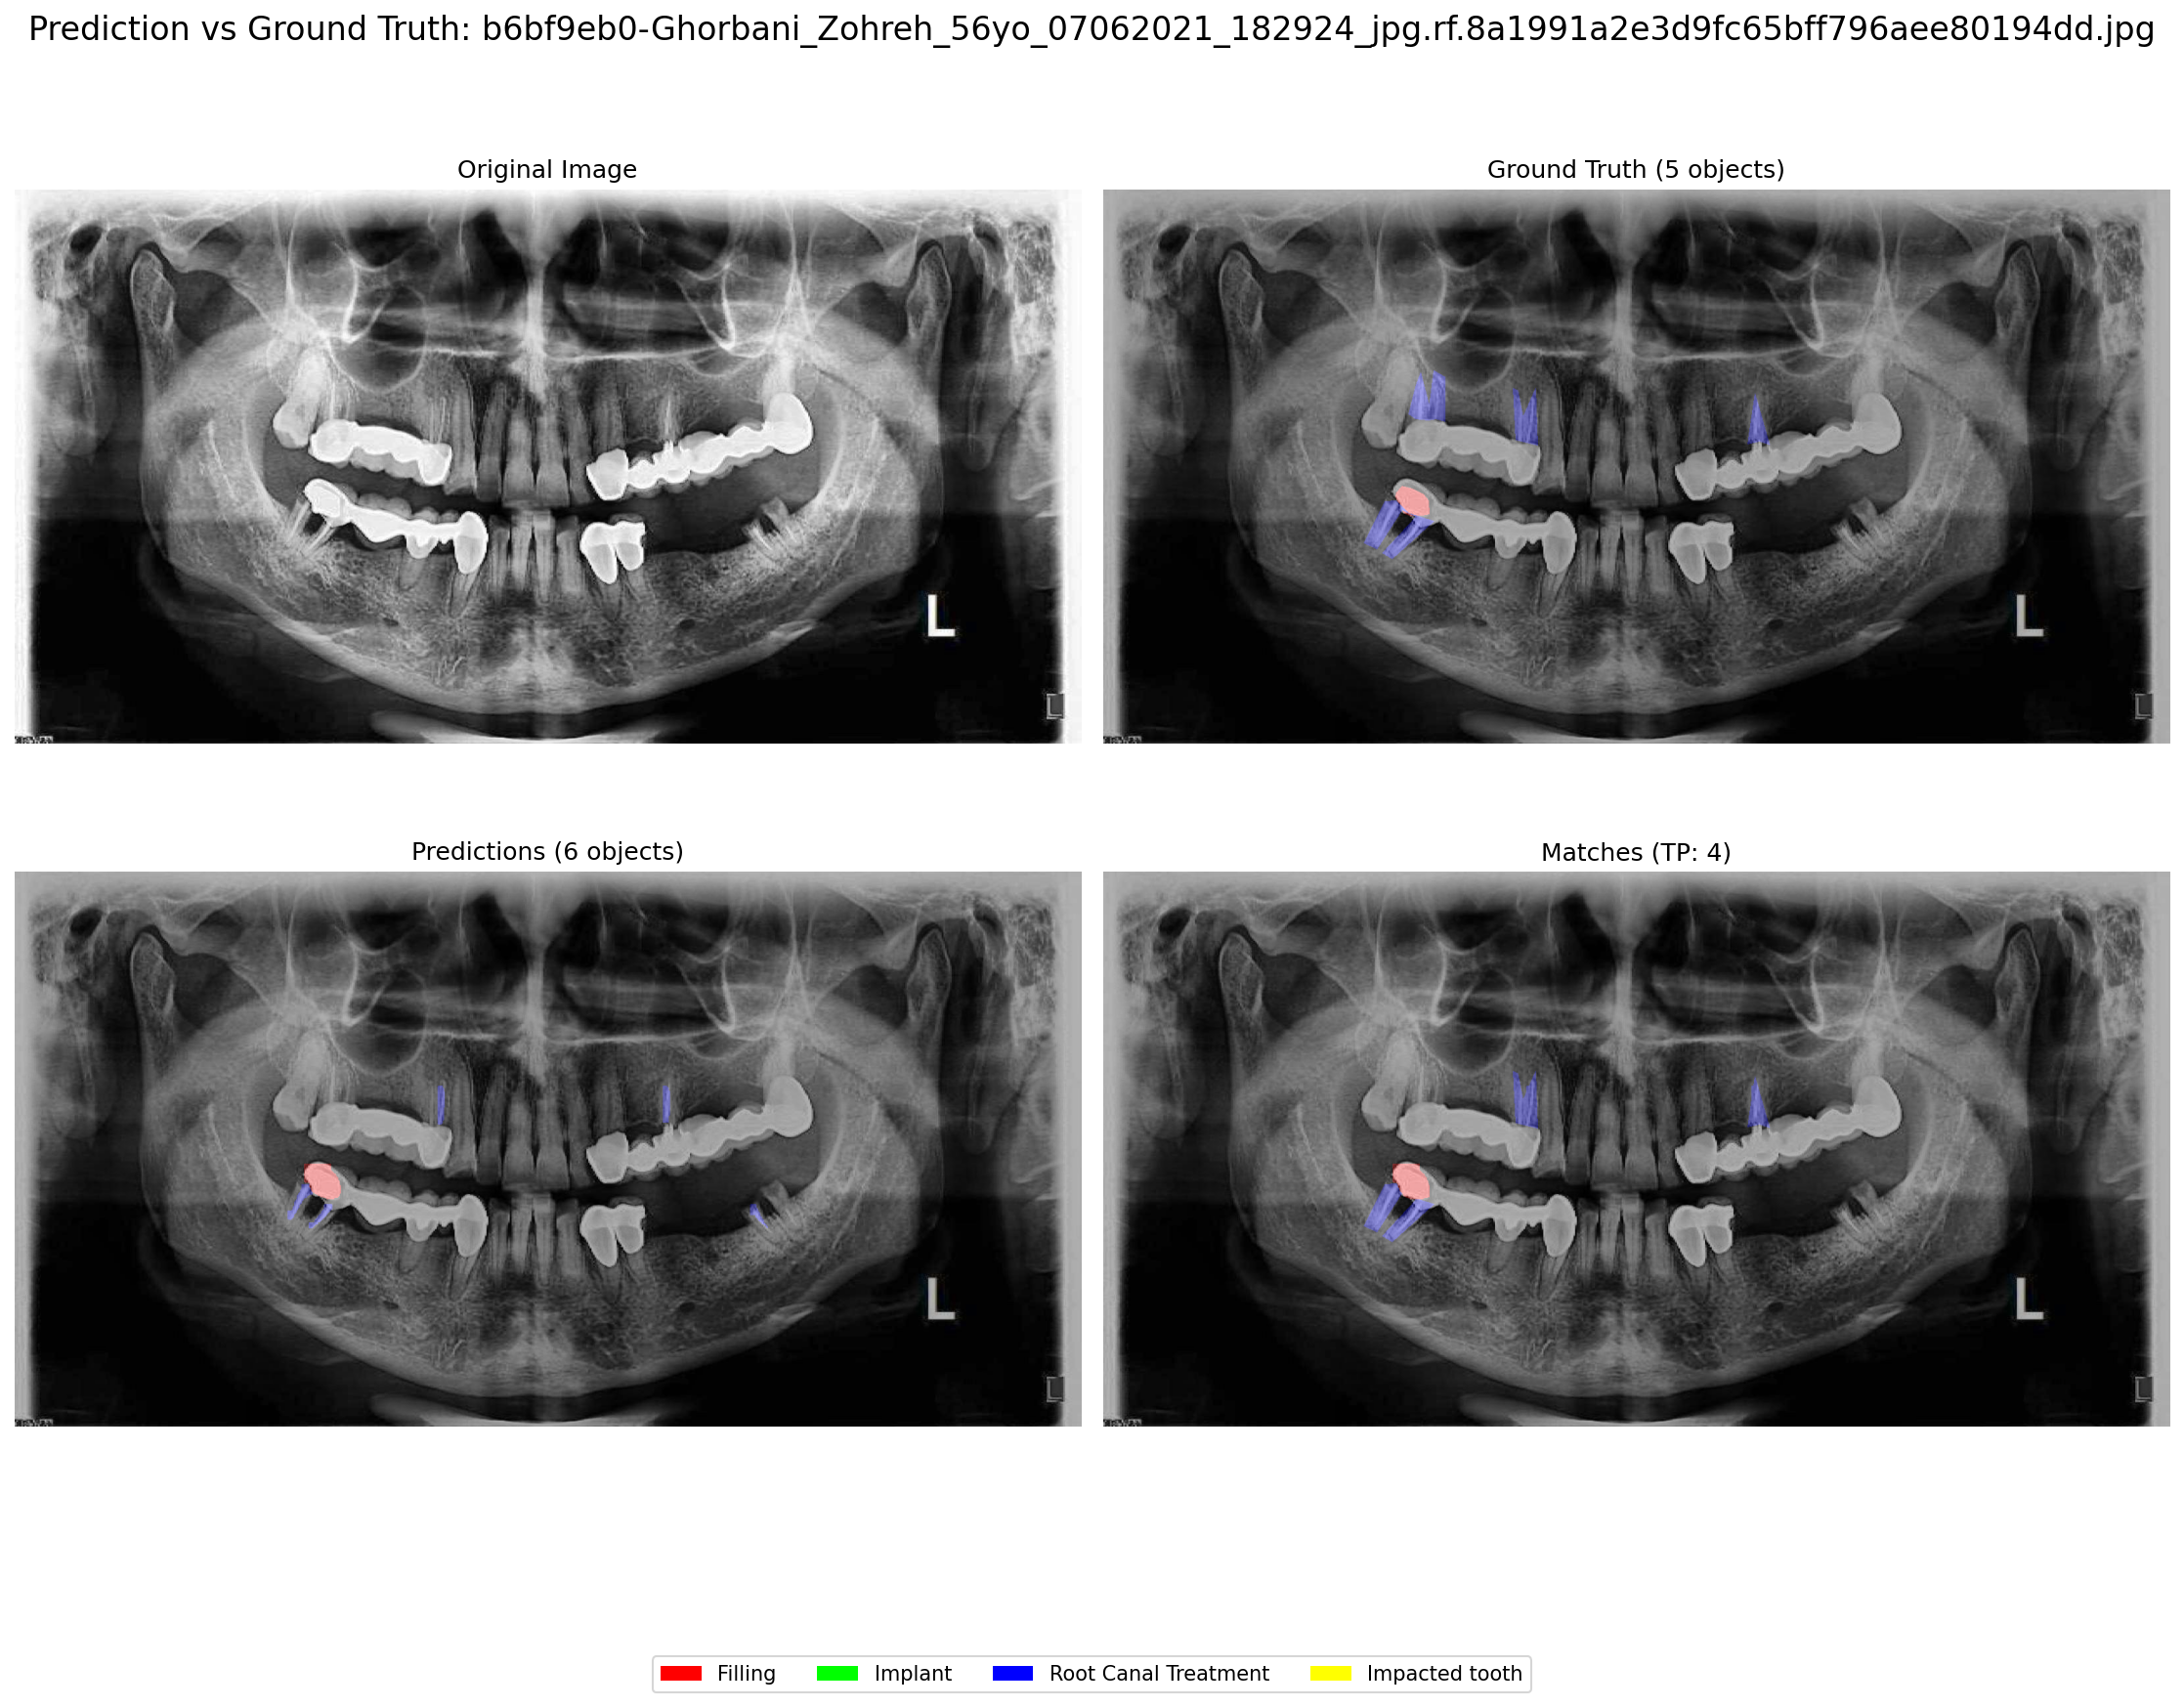 Prediction vs Ground Truth: b6bf9eb0-Ghorbani_Zohreh_56yo_07062021_182924_jpg.rf.8a1991a2e3d9fc65bff796aee80194dd.jpg
Original Image
Ground Truth (5 objects)
L
L
Predictions (6 objects)
Matches (TP: 4)
L
L
Filling
Implant
Root Canal Treatment
Impacted tooth